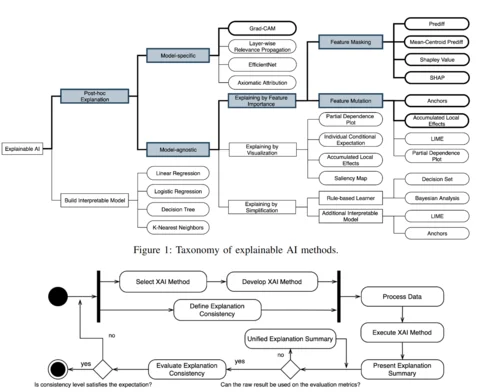 Explainable AI
Post-hoc
Explanation
Build Interpretable Model
Model-specific
Model-agnostic
Linear Regression
Logistic Regression
Decision Tree
K-Nearest Neighbors
Grad-CAM
Layer-wise
Relevance Propagation
EfficientNet
Axiomatic Attribution
Explaining by Feature
Importance
Explaining by
Visualization
Explaining by
Simplification
Feature Masking
Feature Mutation
Partial Dependence
Plot
Individual Conditional
Expectation
Accumulated Local
Effects
Saliency Map
Rule-based Learner
Additional Interpretable
Model
Prediff
Mean-Centroid Prediff
Shapley Value
SHAP
Anchors
Accumulated Local
Effects
LIME
Partial Dependence
Plot
Decision Set
Bayesian Analysis
LIME
Anchors
Figure 1: Taxonomy of explainable AI methods.
Select XAI Method
Develop XAI Method
Define Explanation
Consistency
Process Data
Execute XAI Method
Present Explanation
Summary
Unified Explanation Summary
no
yes
Evaluate Explanation
Consistency
no
yes
Is consistency level satisfies the expectation?
Can the raw result be used on the evaluation metrics?